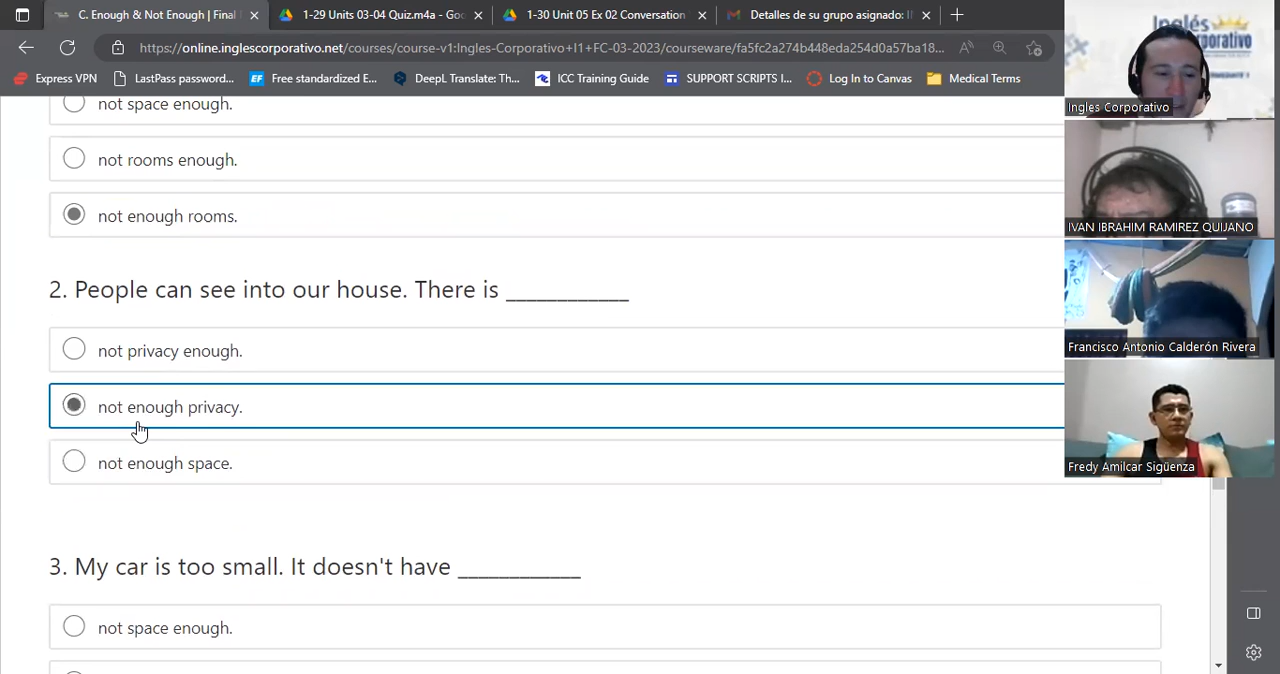 C. Enough & Not Enough | Final
1-29 Units 03-04 Quiz.m4a - Goo
1-30 Unit 05 Ex 02 Conversation
Detalles de su grupo asignado: I
https://online.inglescorporativo.net/courses/course-v1:Ingles-Corporativo+I1+FC-03-2023/courseware/fa5fc2a274b448eda254d0a57ba18...
Express VPN
LastPass password...
EF
Free standardized E...
DeepL Translate: Th...
ICC Training Guide
SUPPORT SCRIPTS I...
Log In to Canvas
Medical Terms
Inglés
Ingles Corporativo
not space enough.
not rooms enough.
not enough rooms.
IVAN IBRAHIM RAMIREZ QUIJANO
2. People can see into our house. There is ____________
not privacy enough.
Francisco Antonio Calderón Rivera
not enough privacy.
not enough space.
Fredy Amilcar Sigüenza
3. My car is too small. It doesn't have ____________
not space enough.